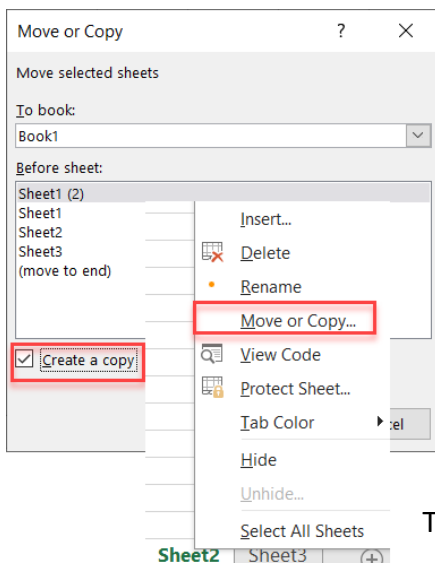 Move or Copy ? ×
Move selected sheets
To book:
Book1
Before sheet:
Sheet1 (2)
Sheet1
Sheet2
Sheet3
(move to end)
Create a copy
Insert...
Delete
Rename
Move or Copy...
View Code
Protect Sheet...
Tab Color
Hide
Unhide...
Select All Sheets
Sheet2 Sheet3